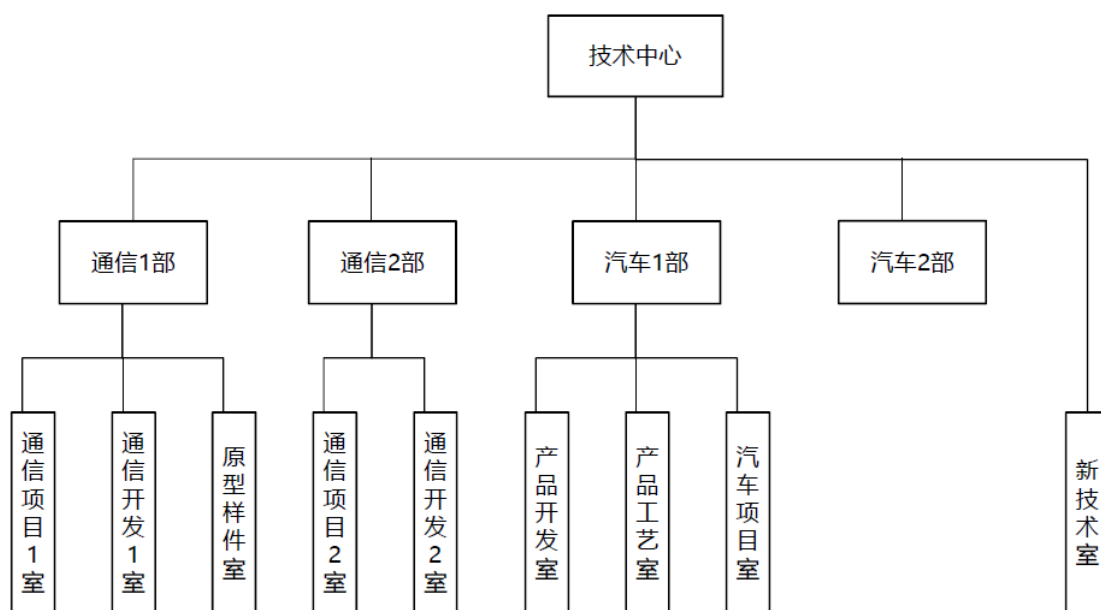 技术中心
通信1部
通信2部
汽车1部
汽车2部
通信项目1室
通信开发1室
原型样件室
通信项目2室
通信开发2室
产品开发室
产品工艺室
汽车项目室
新技术室